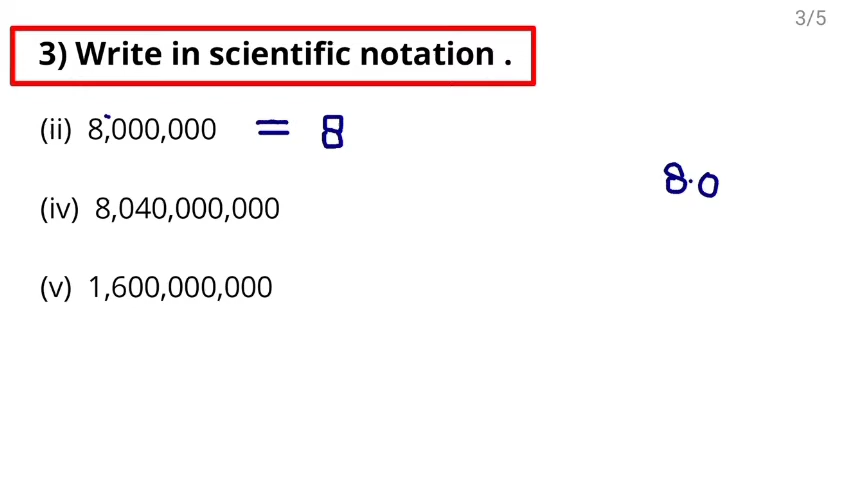 3/5
3) Write in scientific notation .
(ii) 8,000,000 = 8
8.0
(iv) 8,040,000,000
(v) 1,600,000,000